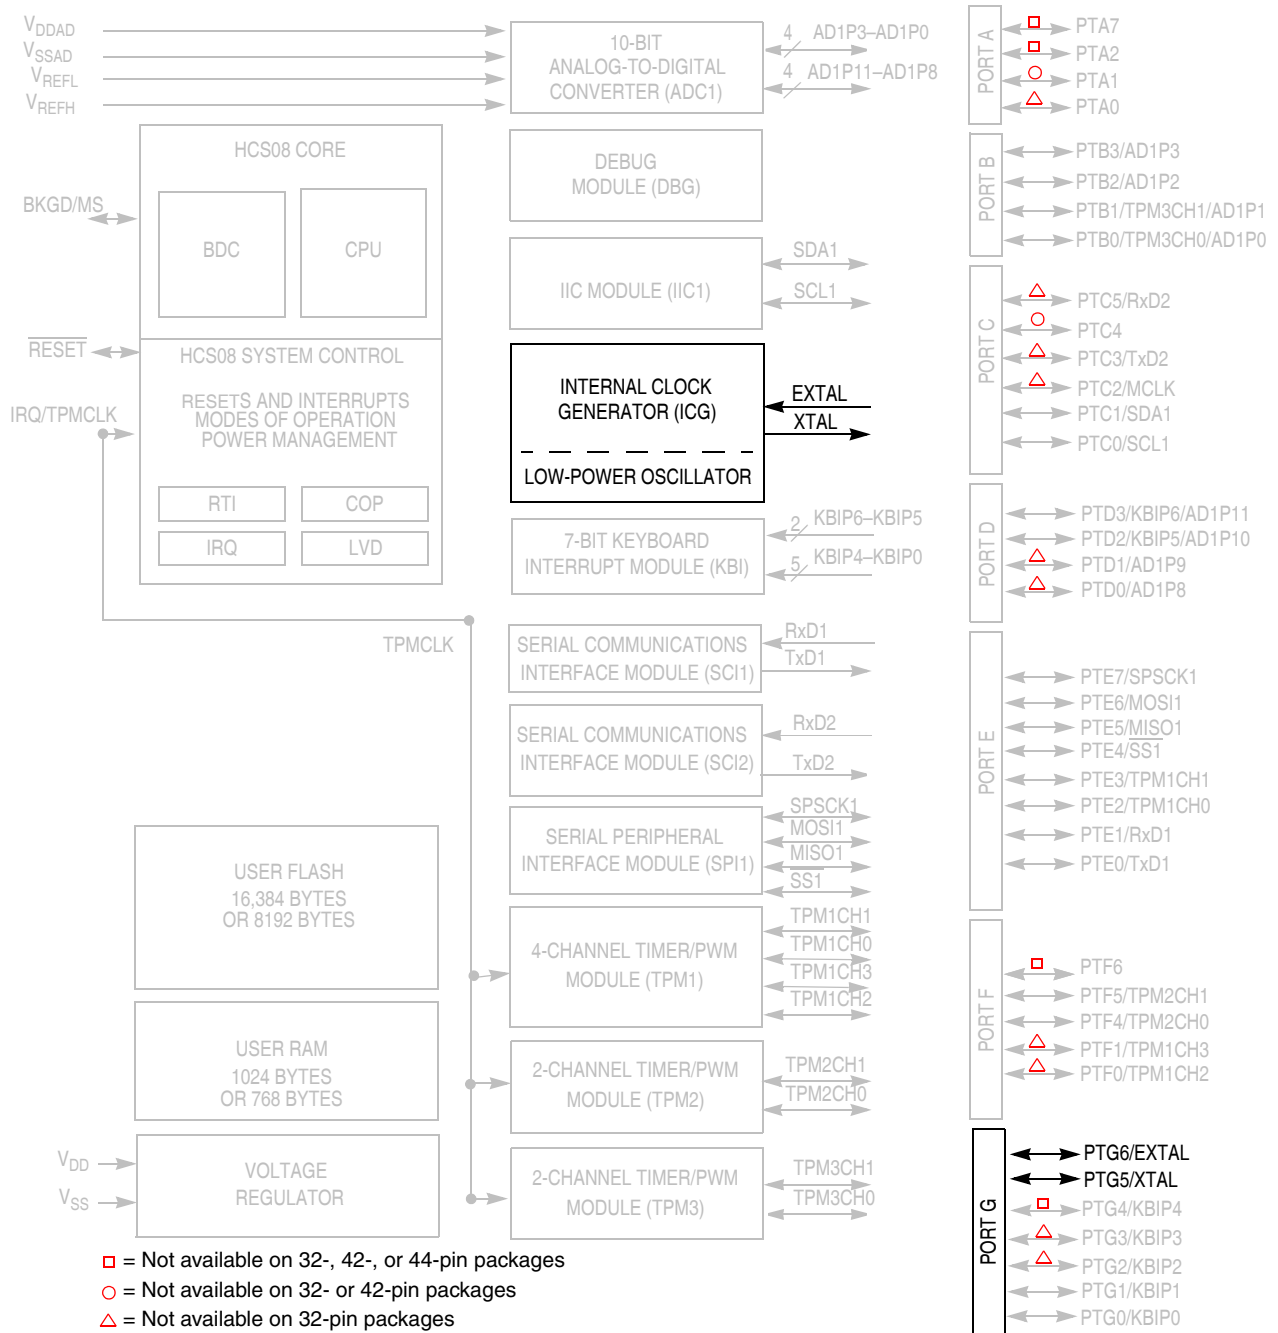 VDDAD
VSSAD
VREFL
VREFH
10-BIT
ANALOG-TO-DIGITAL
CONVERTER (ADC1)
4 AD1P3–AD1P0
4 AD1P11–AD1P8
HCS08 CORE
BDC
CPU
BKGD/MS
DEBUG
MODULE (DBG)
IIC MODULE (IIC1)
SDA1
SCL1
RESET
IRQ/TPMCLK
HCS08 SYSTEM CONTROL
RESETS AND INTERRUPTS
MODES OF OPERATION
POWER MANAGEMENT
RTI
COP
IRQ
LVD
INTERNAL CLOCK
GENERATOR (ICG)
LOW-POWER OSCILLATOR
EXTAL
XTAL
7-BIT KEYBOARD
INTERRUPT MODULE (KBI)
2 KBIP6–KBIP5
5 KBIP4–KBIP0
TPMCLK
SERIAL COMMUNICATIONS
INTERFACE MODULE (SCI1)
RxD1
TxD1
SERIAL COMMUNICATIONS
INTERFACE MODULE (SCI2)
RxD2
TxD2
SERIAL PERIPHERAL
INTERFACE MODULE (SPI1)
SPSCK1
MOSI1
MISO1
SS1
USER FLASH
16,384 BYTES
OR 8192 BYTES
4-CHANNEL TIMER/PWM
MODULE (TPM1)
TPM1CH1
TPM1CH0
TPM1CH3
TPM1CH2
USER RAM
1024 BYTES
OR 768 BYTES
2-CHANNEL TIMER/PWM
MODULE (TPM2)
TPM2CH1
TPM2CH0
VDD
VSS
VOLTAGE
REGULATOR
2-CHANNEL TIMER/PWM
MODULE (TPM3)
TPM3CH1
TPM3CH0
PORT A
PTA7
PTA2
PTA1
PTA0
PORT B
PTB3/AD1P3
PTB2/AD1P2
PTB1/TPM3CH1/AD1P1
PTB0/TPM3CH0/AD1P0
PORT C
PTC5/RxD2
PTC4
PTC3/TxD2
PTC2/MCLK
PTC1/SDA1
PTC0/SCL1
PORT D
PTD3/KBIP6/AD1P11
PTD2/KBIP5/AD1P10
PTD1/AD1P9
PTD0/AD1P8
PORT E
PTE7/SPSCK1
PTE6/MOSI1
PTE5/MISO1
PTE4/SS1
PTE3/TPM1CH1
PTE2/TPM1CH0
PTE1/RxD1
PTE0/TxD1
PORT F
PTF6
PTF5/TPM2CH1
PTF4/TPM2CH0
PTF1/TPM1CH3
PTF0/TPM1CH2
PORT G
PTG6/EXTAL
PTG5/XTAL
PTG4/KBIP4
PTG3/KBIP3
PTG2/KBIP2
PTG1/KBIP1
PTG0/KBIP0
= Not available on 32-, 42-, or 44-pin packages
= Not available on 32- or 42-pin packages
= Not available on 32-pin packages